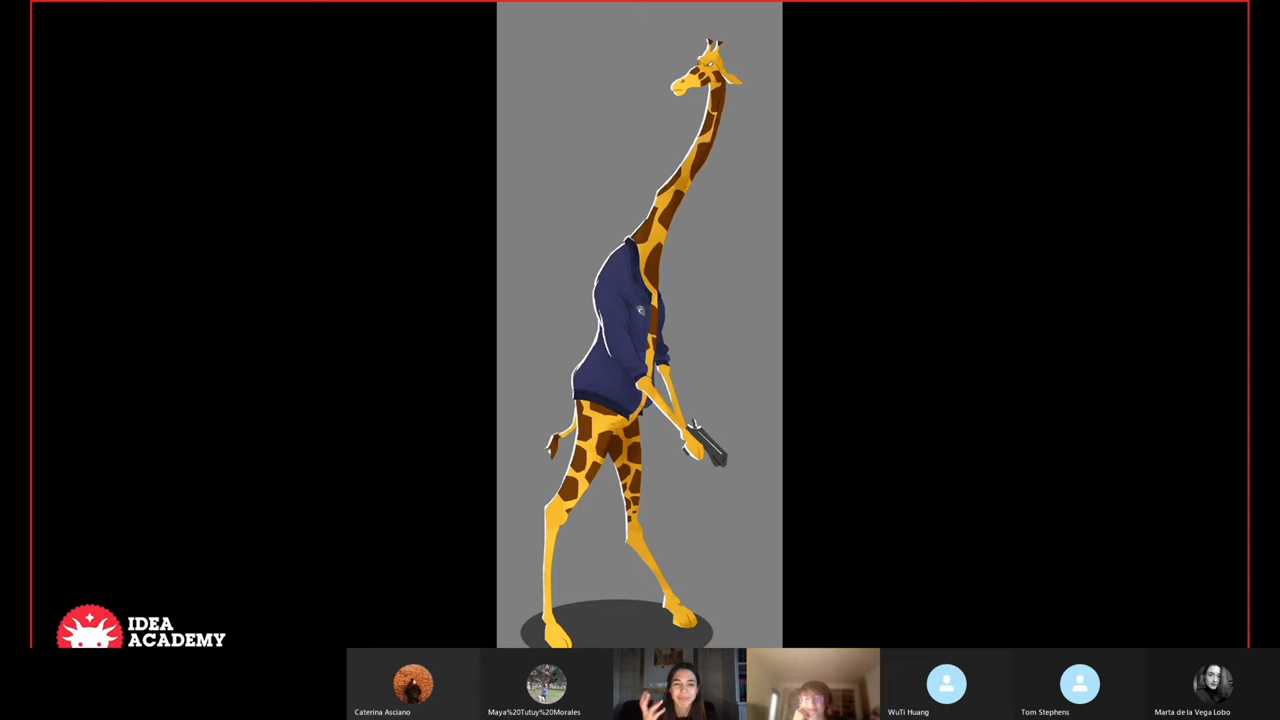 IDEA
ACADEMY
Caterina Asciano
Maya%20Tutuy%20Morales
WuTi Huang
Tom Stephens
Marta de la Vega Lobo